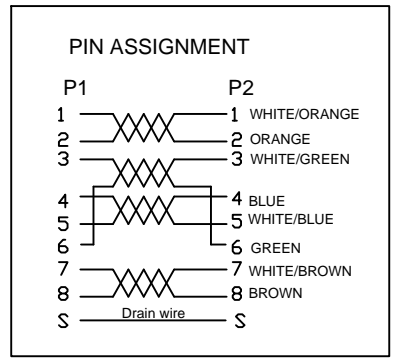 PIN ASSIGNMENT
P1 P2
1 1 WHITE/ORANGE
2 2 ORANGE
3 3 WHITE/GREEN
4 4 BLUE
5 5 WHITE/BLUE
6 6 GREEN
7 7 WHITE/BROWN
8 8 BROWN
S Drain wire S